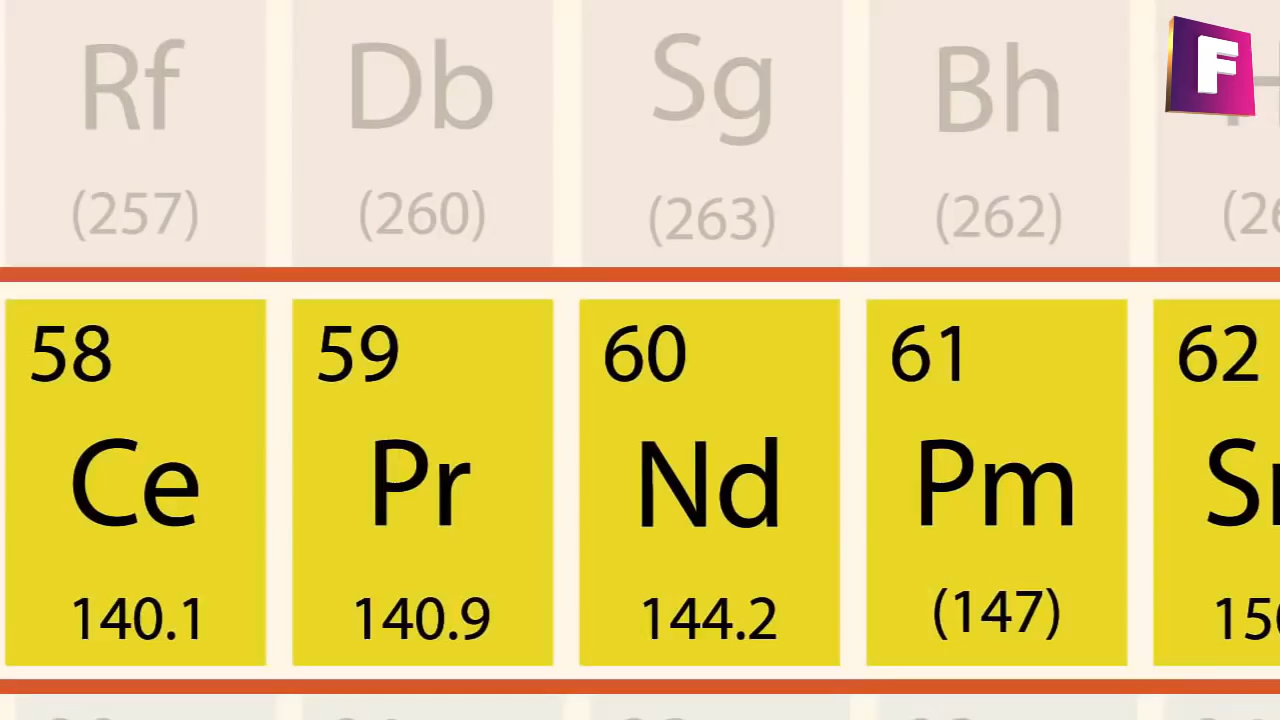 Rf Db Sg Bh
(257) (260) (263) (262)
F
58 59 60 61 62
Ce Pr Nd Pm
140.1 140.9 144.2 (147)